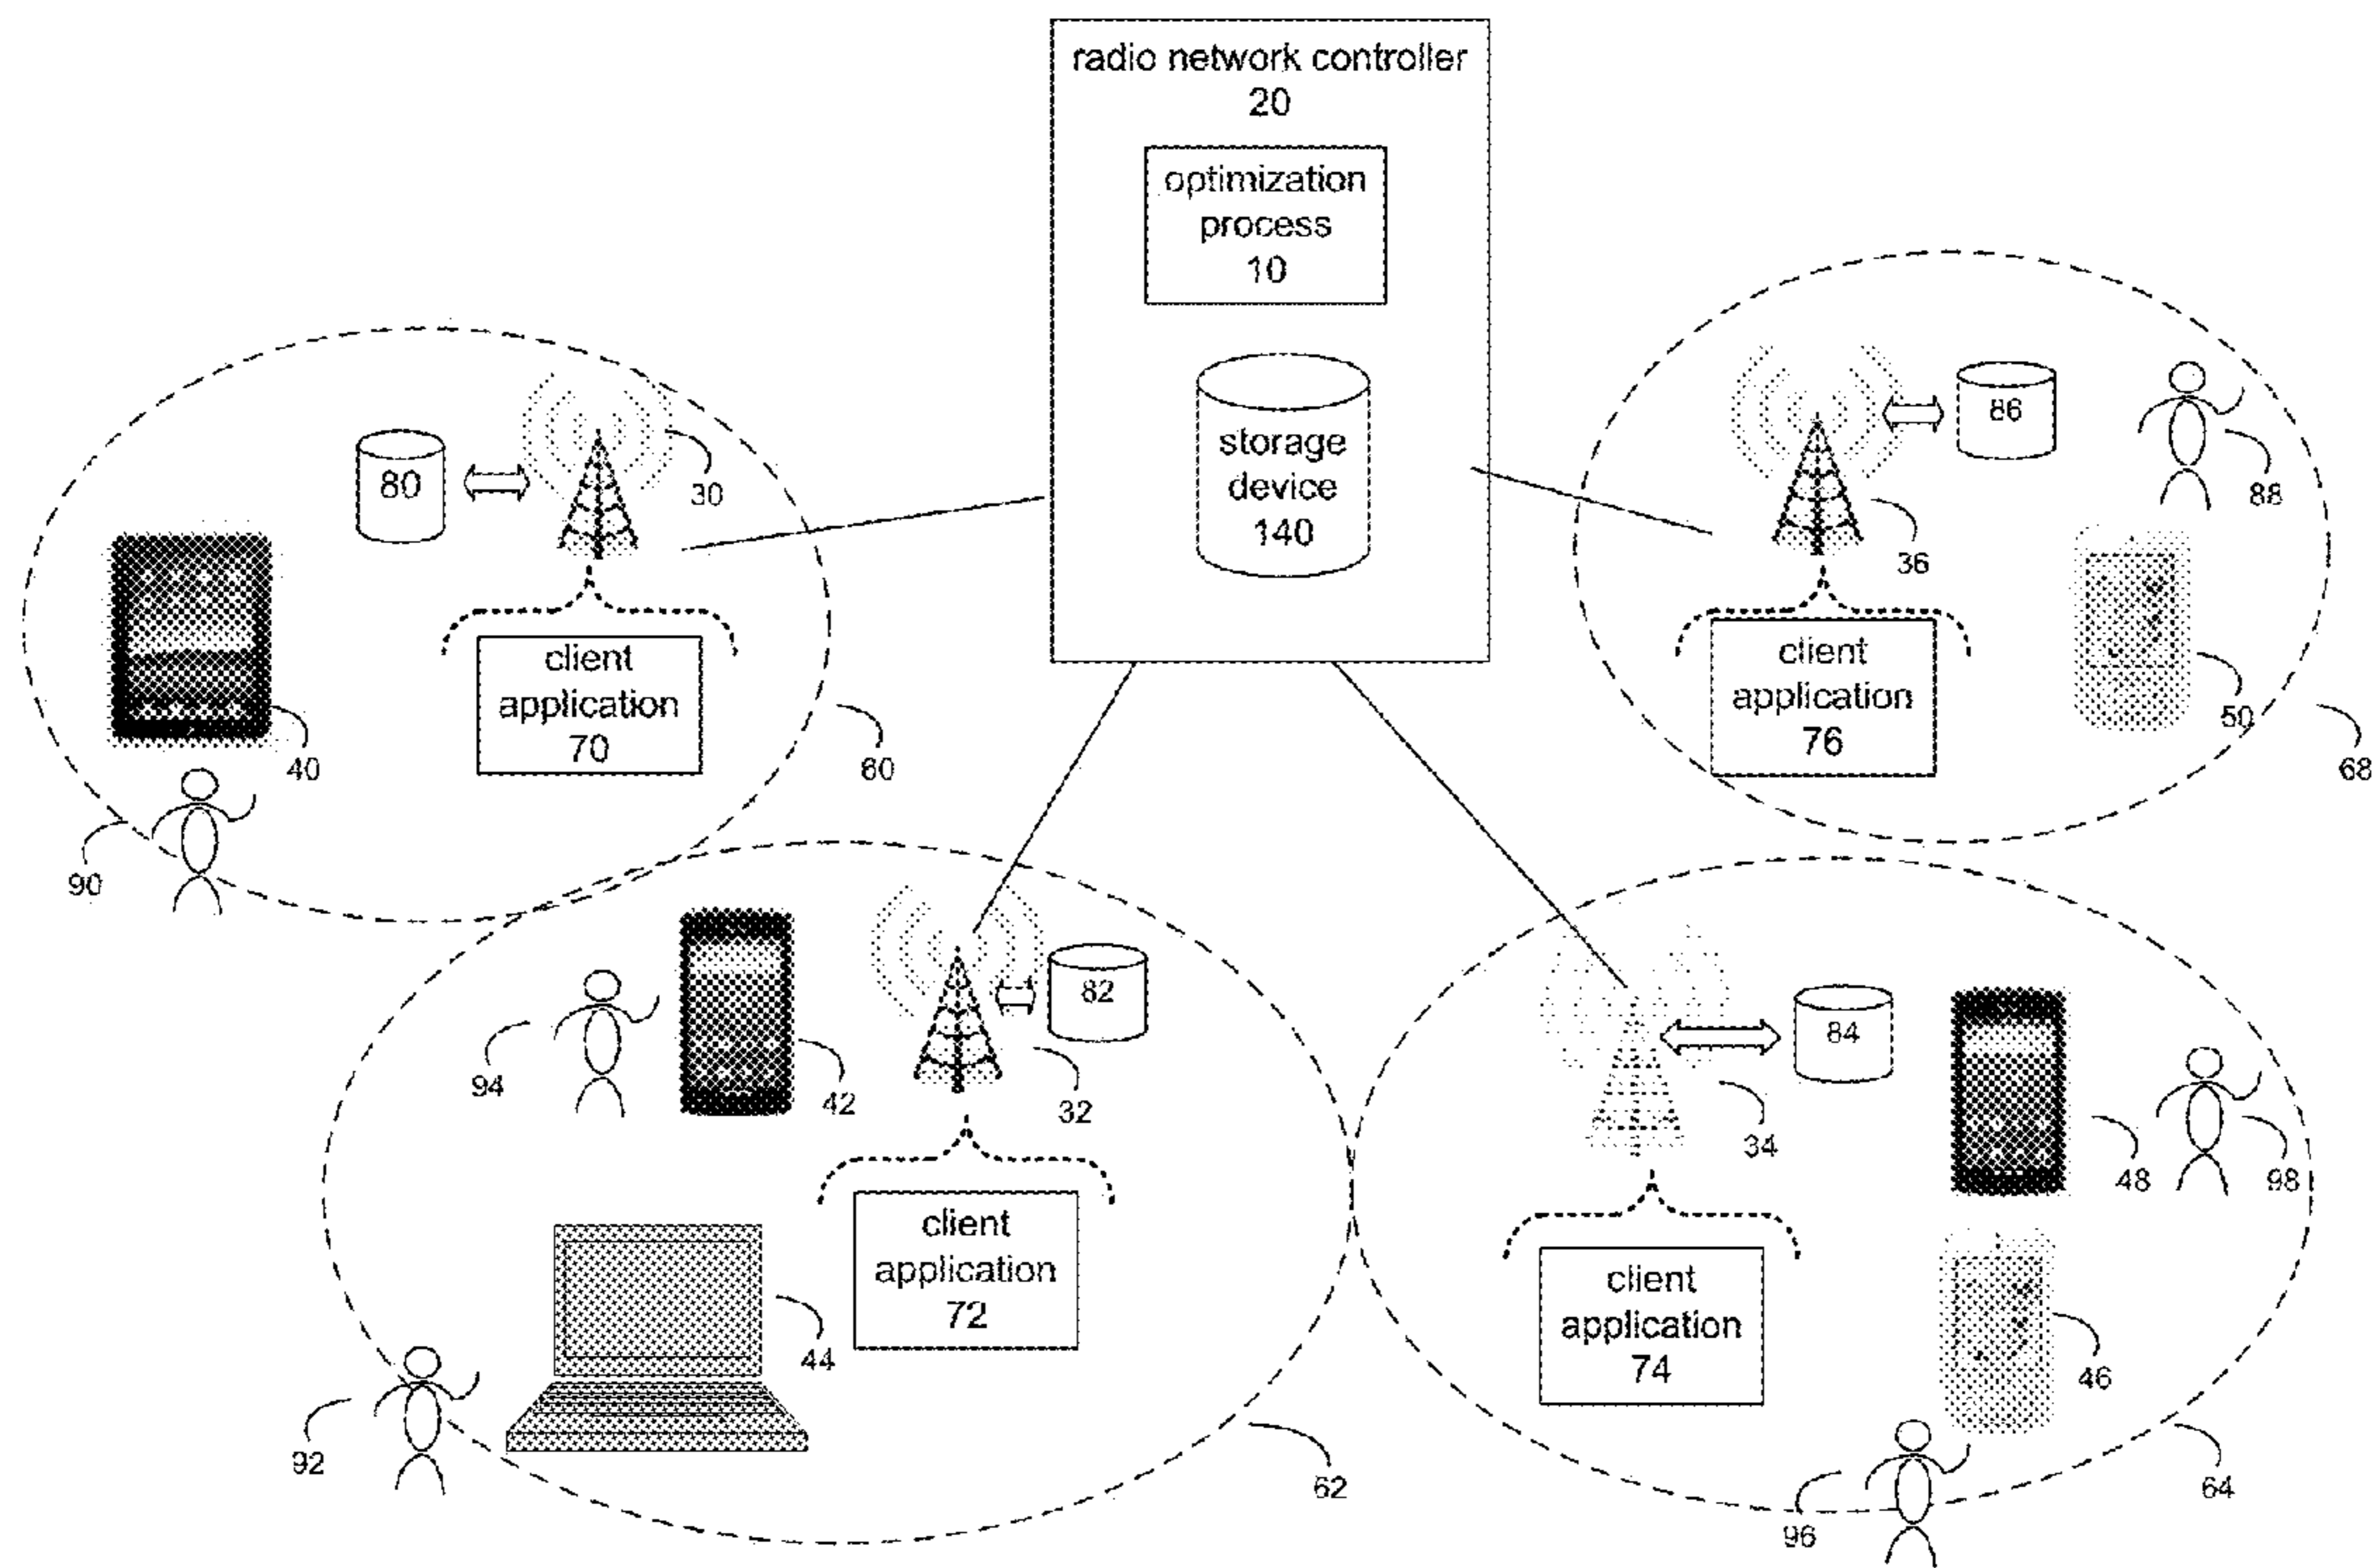 radio network controller
20
optimization
process
10
storage
device
140
80
30
client
application
70
40
60
90
86
88
36
client
application
76
50
68
94
42
82
32
client
application
72
44
92
62
84
34
48
98
client
application
74
46
96
64